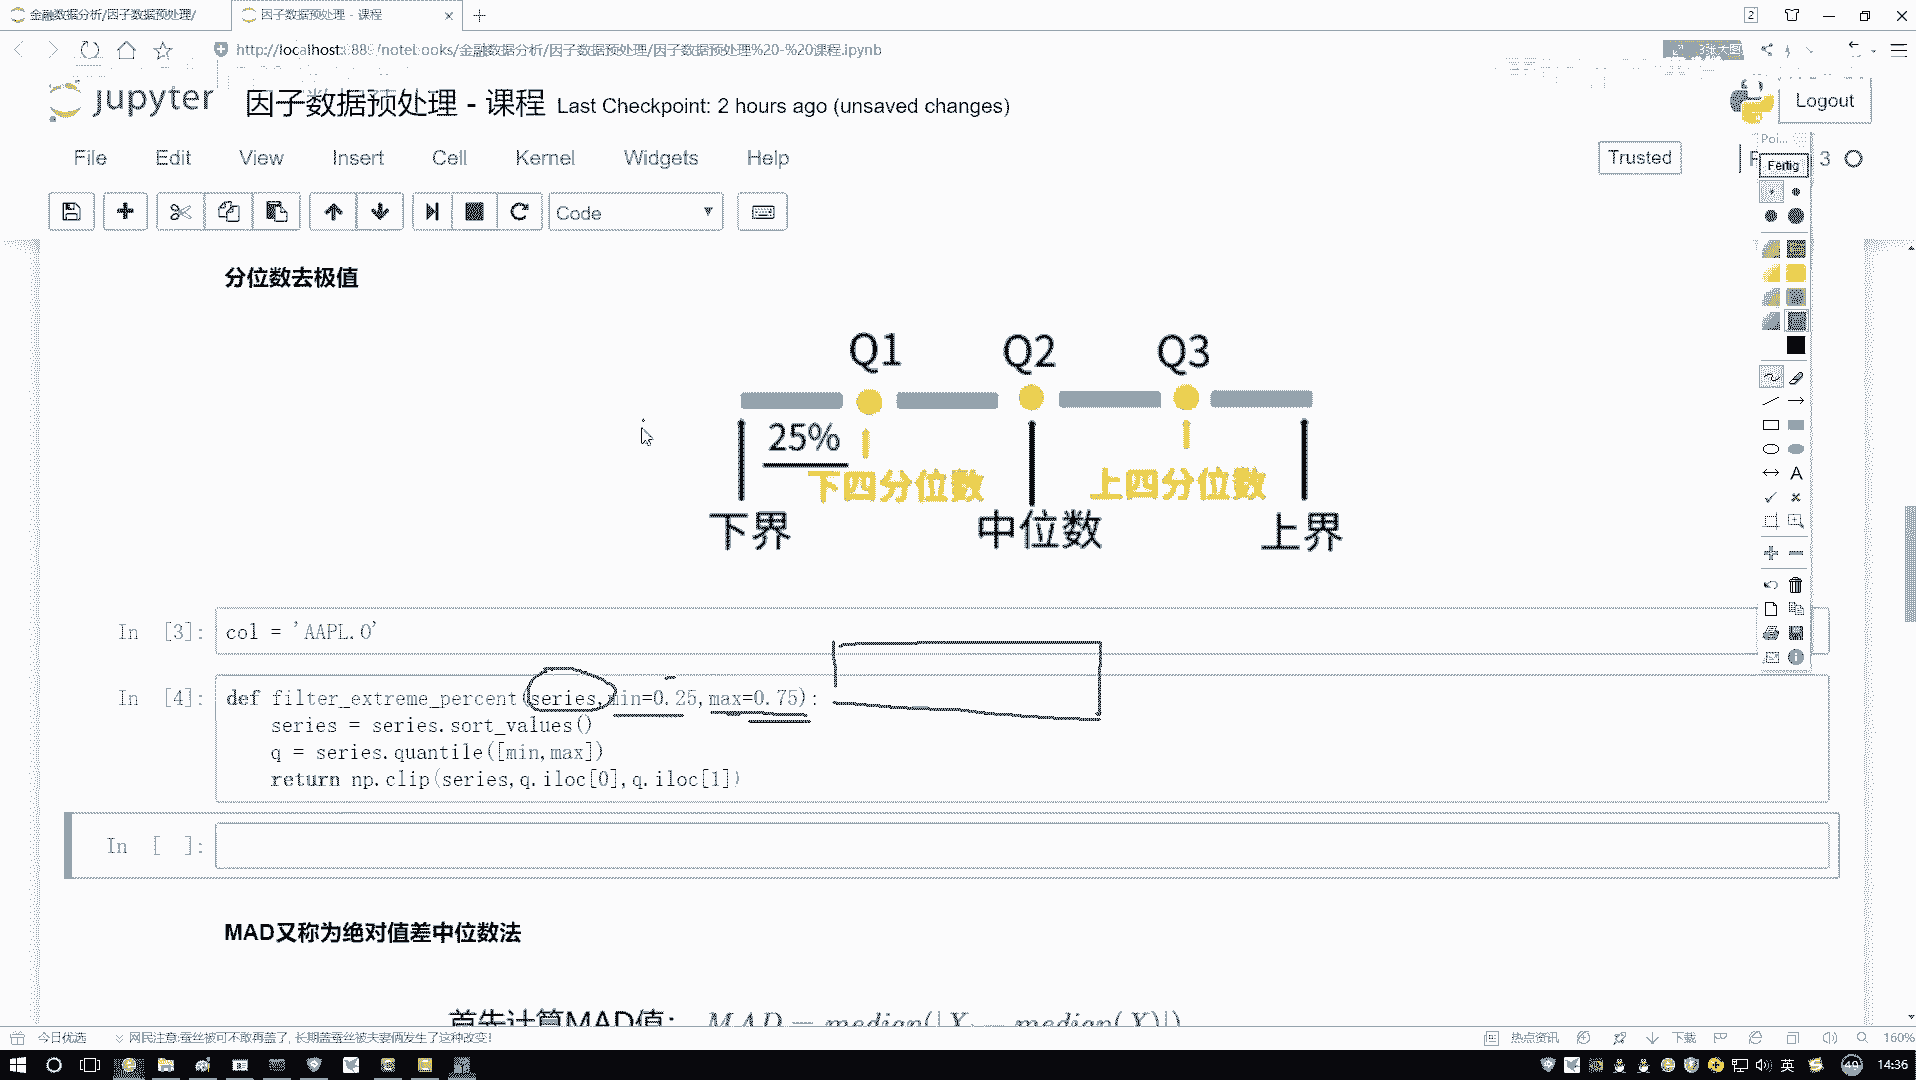 金融数据分析/因子数据预处理/
因子数据预处理 - 课程
2
http://localhost:888/notebooks/金融数据分析/因子数据预处理/因子数据预处理%20-%20课程.ipynb
jupyter 因子数据预处理 - 课程 Last Checkpoint: 2 hours ago (unsaved changes)
Logout
File Edit View Insert Cell Kernel Widgets Help
Trusted
3
Poi...
Fertig
Code
分位数去极值
Q1 Q2 Q3
25%
下四分位数 上四分位数
下界 中位数 上界
In [3]: col = 'AAPL.O'
In [4]: def filter_extreme_percent(series,min=0.25,max=0.75):
series = series.sort_values()
q = series.quantile([min,max])
return np.clip(series,q.iloc[0],q.iloc[1])
In [ ]:
MAD又称为绝对值差中位数法
首先计算MAD值: MAD = median(|Xi − median(X)|)
今日优选
网民注意:蚕丝被可不敢再盖了, 长期盖蚕丝被夫妻俩发生了这种改变!
热点资讯
下载
160%
英
49
14:36